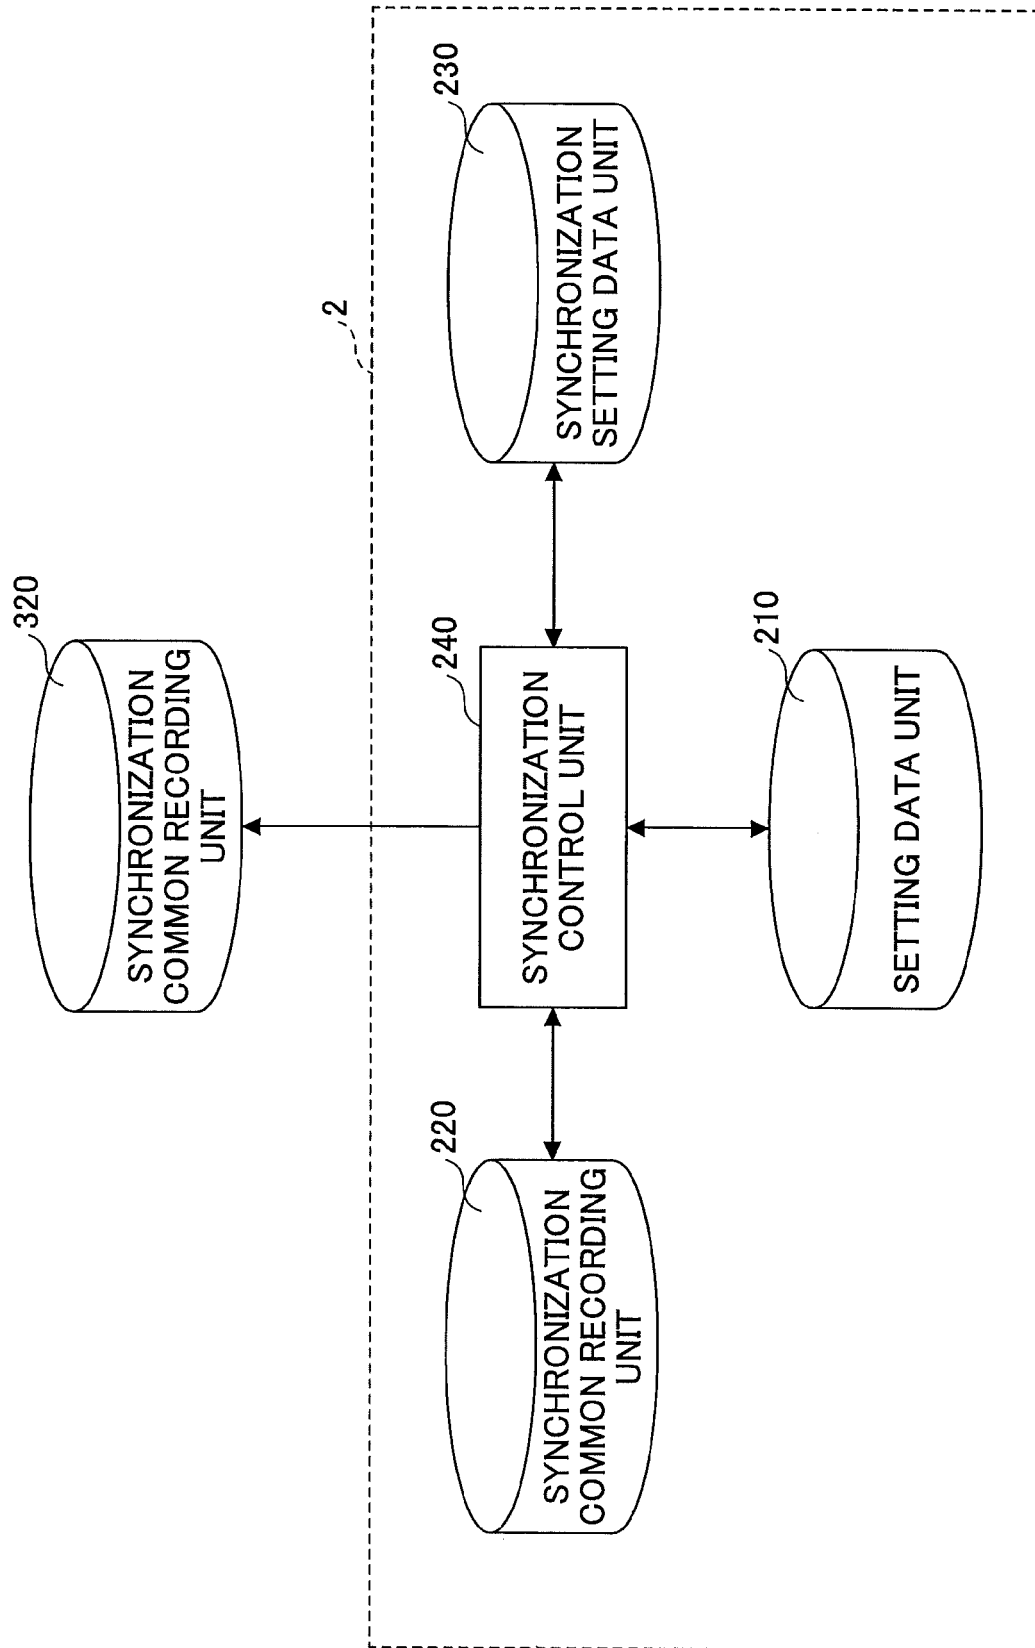 320
SYNCHRONIZATION
COMMON RECORDING
UNIT
2
220
SYNCHRONIZATION
COMMON RECORDING
UNIT
240
SYNCHRONIZATION
CONTROL UNIT
230
SYNCHRONIZATION
SETTING DATA UNIT
210
SETTING DATA UNIT